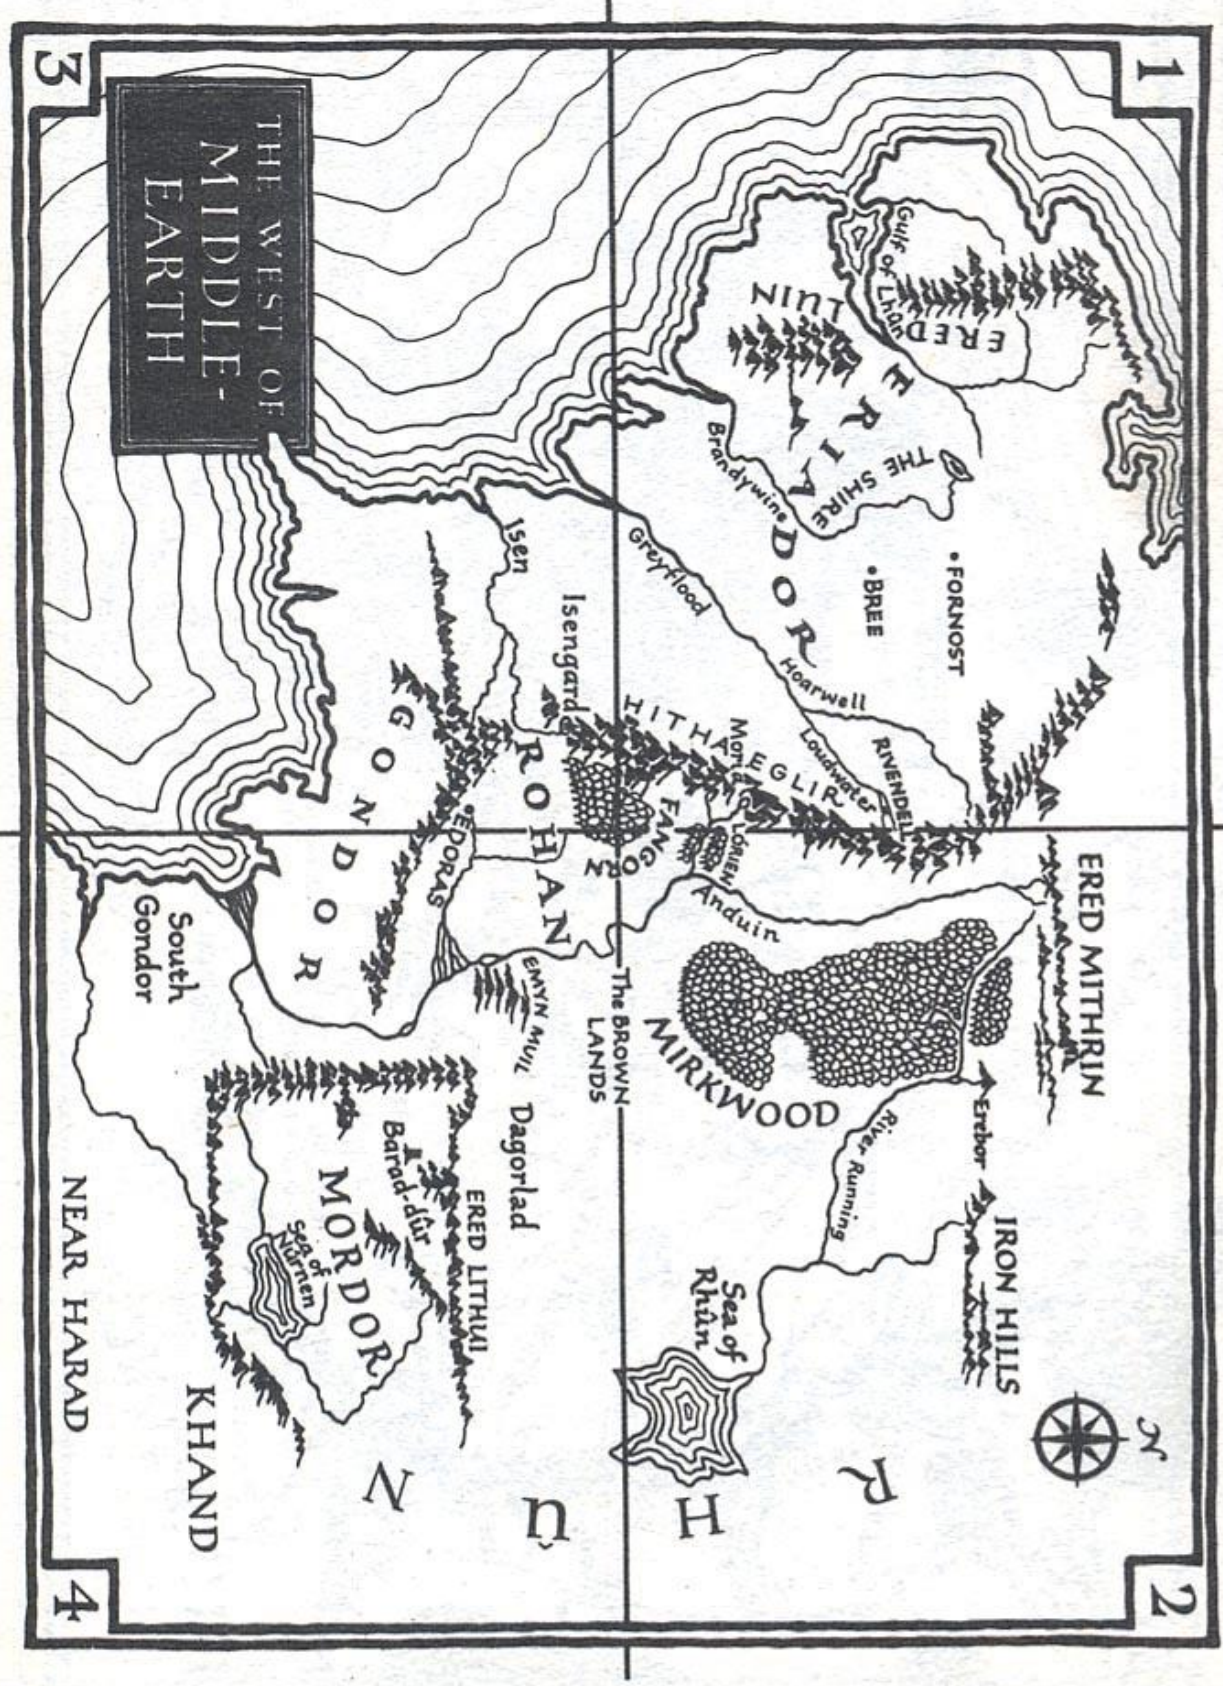 1
2
3
4
THE WEST OF
MIDDLE-
EARTH
N
Gulf of Lhûn
ERED
LUIN
ERIADOR
THE SHIRE
Brandywine
•FORNOST
•BREE
Greyflood
Hoarwell
Loudwater
RIVENDELL
HITHAEGLIR
Moria
LÓRIEN
FANGORN
Anduin
ERED MITHRIN
MIRKWOOD
Erebor
River Running
IRON HILLS
Sea of
Rhûn
RHÛN
The BROWN
LANDS
Isen
Isengard
ROHAN
•EDORAS
GONDOR
EMYN MUIL
Dagorlad
ERED LITHUI
Barad-dûr
MORDOR
Sea of
Nûrnen
South
Gondor
NEAR HARAD
KHAND